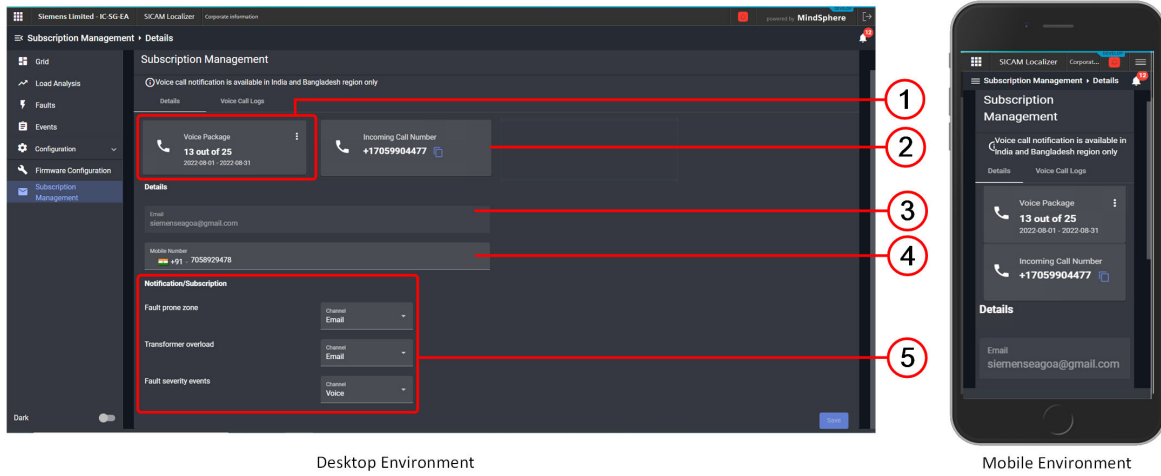 Siemens Limited - IC-SG-EA SICAM Localizer Corporate information powered by MindSphere
Subscription Management Details 12
Grid
Load Analysis
Faults
Events
Configuration
Firmware Configuration
Subscription
Management
Dark
Subscription Management
Voice call notification is available in India and Bangladesh region only
Details Voice Call Logs
Voice Package
13 out of 25
2022-08-01 - 2022-08-31
Incoming Call Number
+17059904477
Details
Email
siemenseagoa@gmail.com
Mobile Number
+91 - 7058929478
Notification/Subscription
Fault prone zone
Channel
Email
Transformer overload
Channel
Email
Fault severity events
Channel
Voice
Save
1
2
3
4
5
Desktop Environment
SICAM Localizer Corporat...
Subscription Management Details 12
Subscription
Management
Voice call notification is available in
India and Bangladesh region only
Details Voice Call Logs
Voice Package
13 out of 25
2022-08-01 - 2022-08-31
Incoming Call Number
+17059904477
Details
Email
siemenseagoa@gmail.com
Mobile Environment